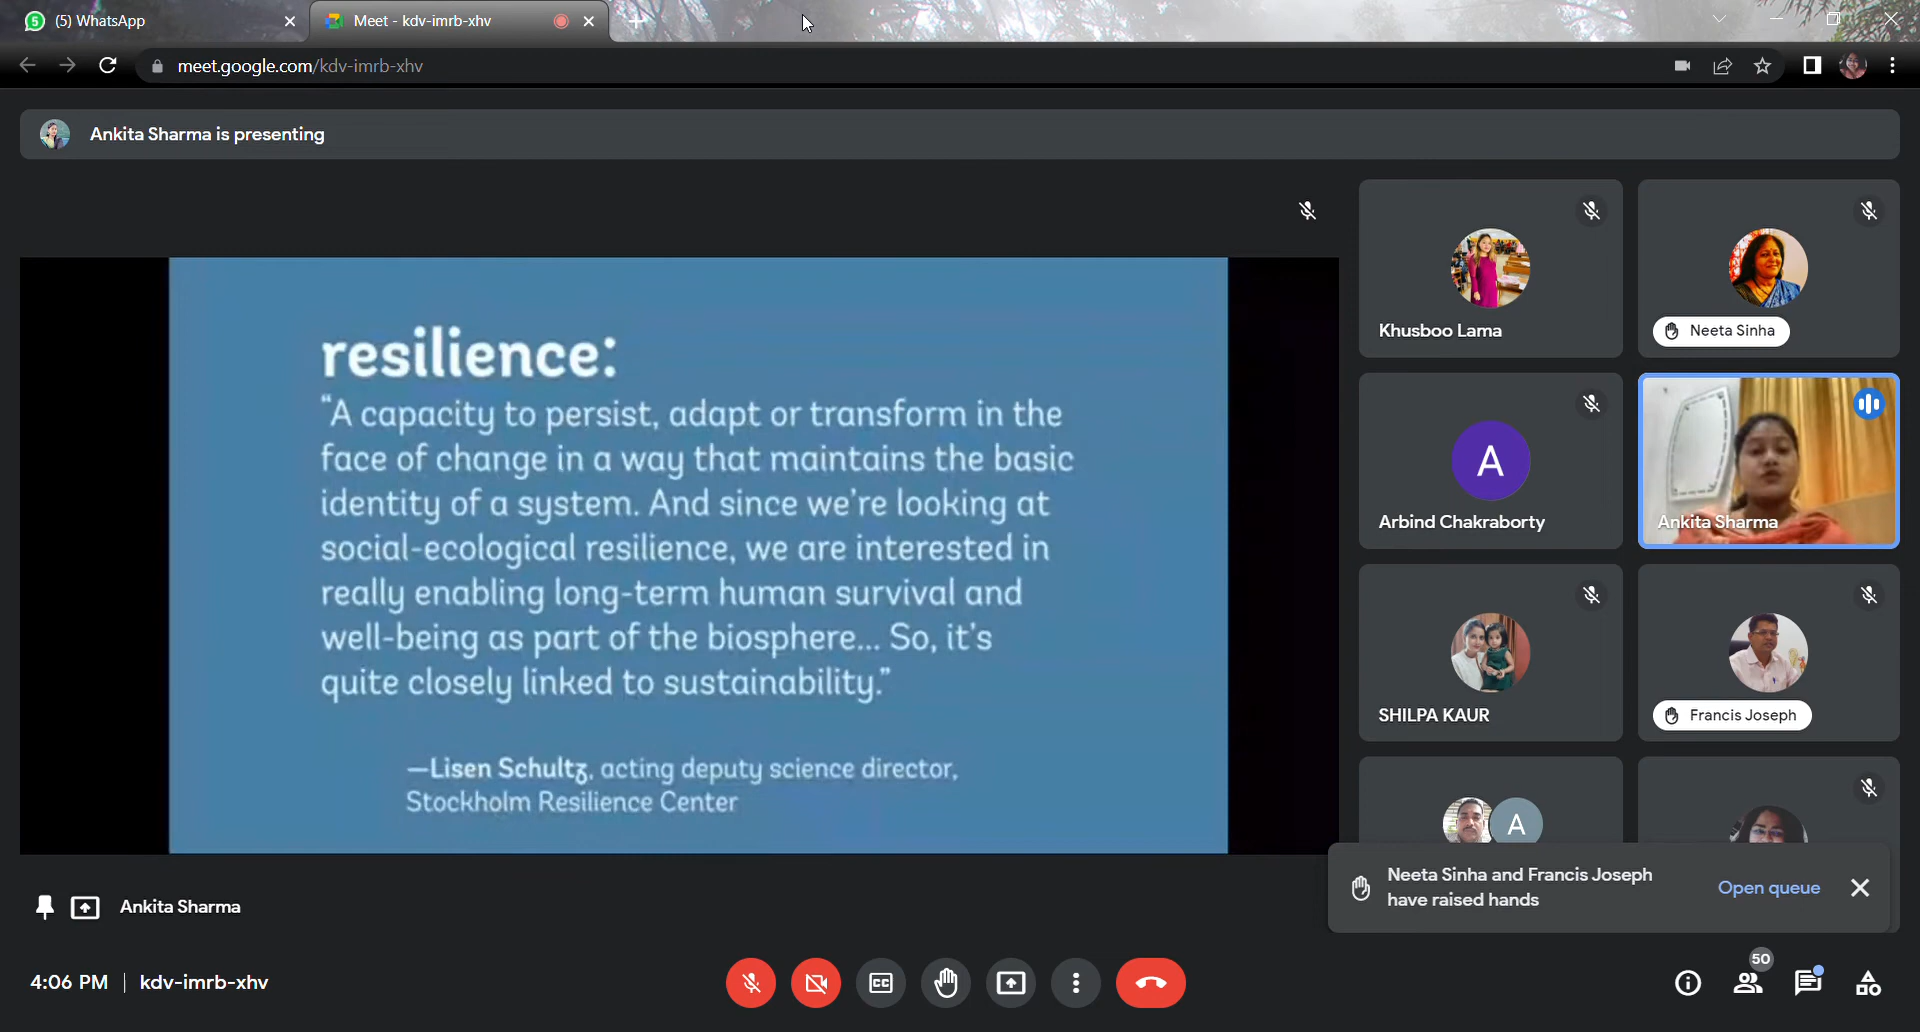 (5) WhatsApp
Meet - kdv-imrb-xhv
meet.google.com/kdv-imrb-xhv
Ankita Sharma is presenting
resilience:
"A capacity to persist, adapt or transform in the
face of change in a way that maintains the basic
identity of a system. And since we're looking at
social-ecological resilience, we are interested in
really enabling long-term human survival and
well-being as part of the biosphere... So, it's
quite closely linked to sustainability."
—Lisen Schultz, acting deputy science director,
Stockholm Resilience Center
Khusboo Lama
Neeta Sinha
A
Arbind Chakraborty
Ankita Sharma
SHILPA KAUR
Francis Joseph
A
Neeta Sinha and Francis Joseph
have raised hands
Open queue
Ankita Sharma
4:06 PM | kdv-imrb-xhv
CC
50